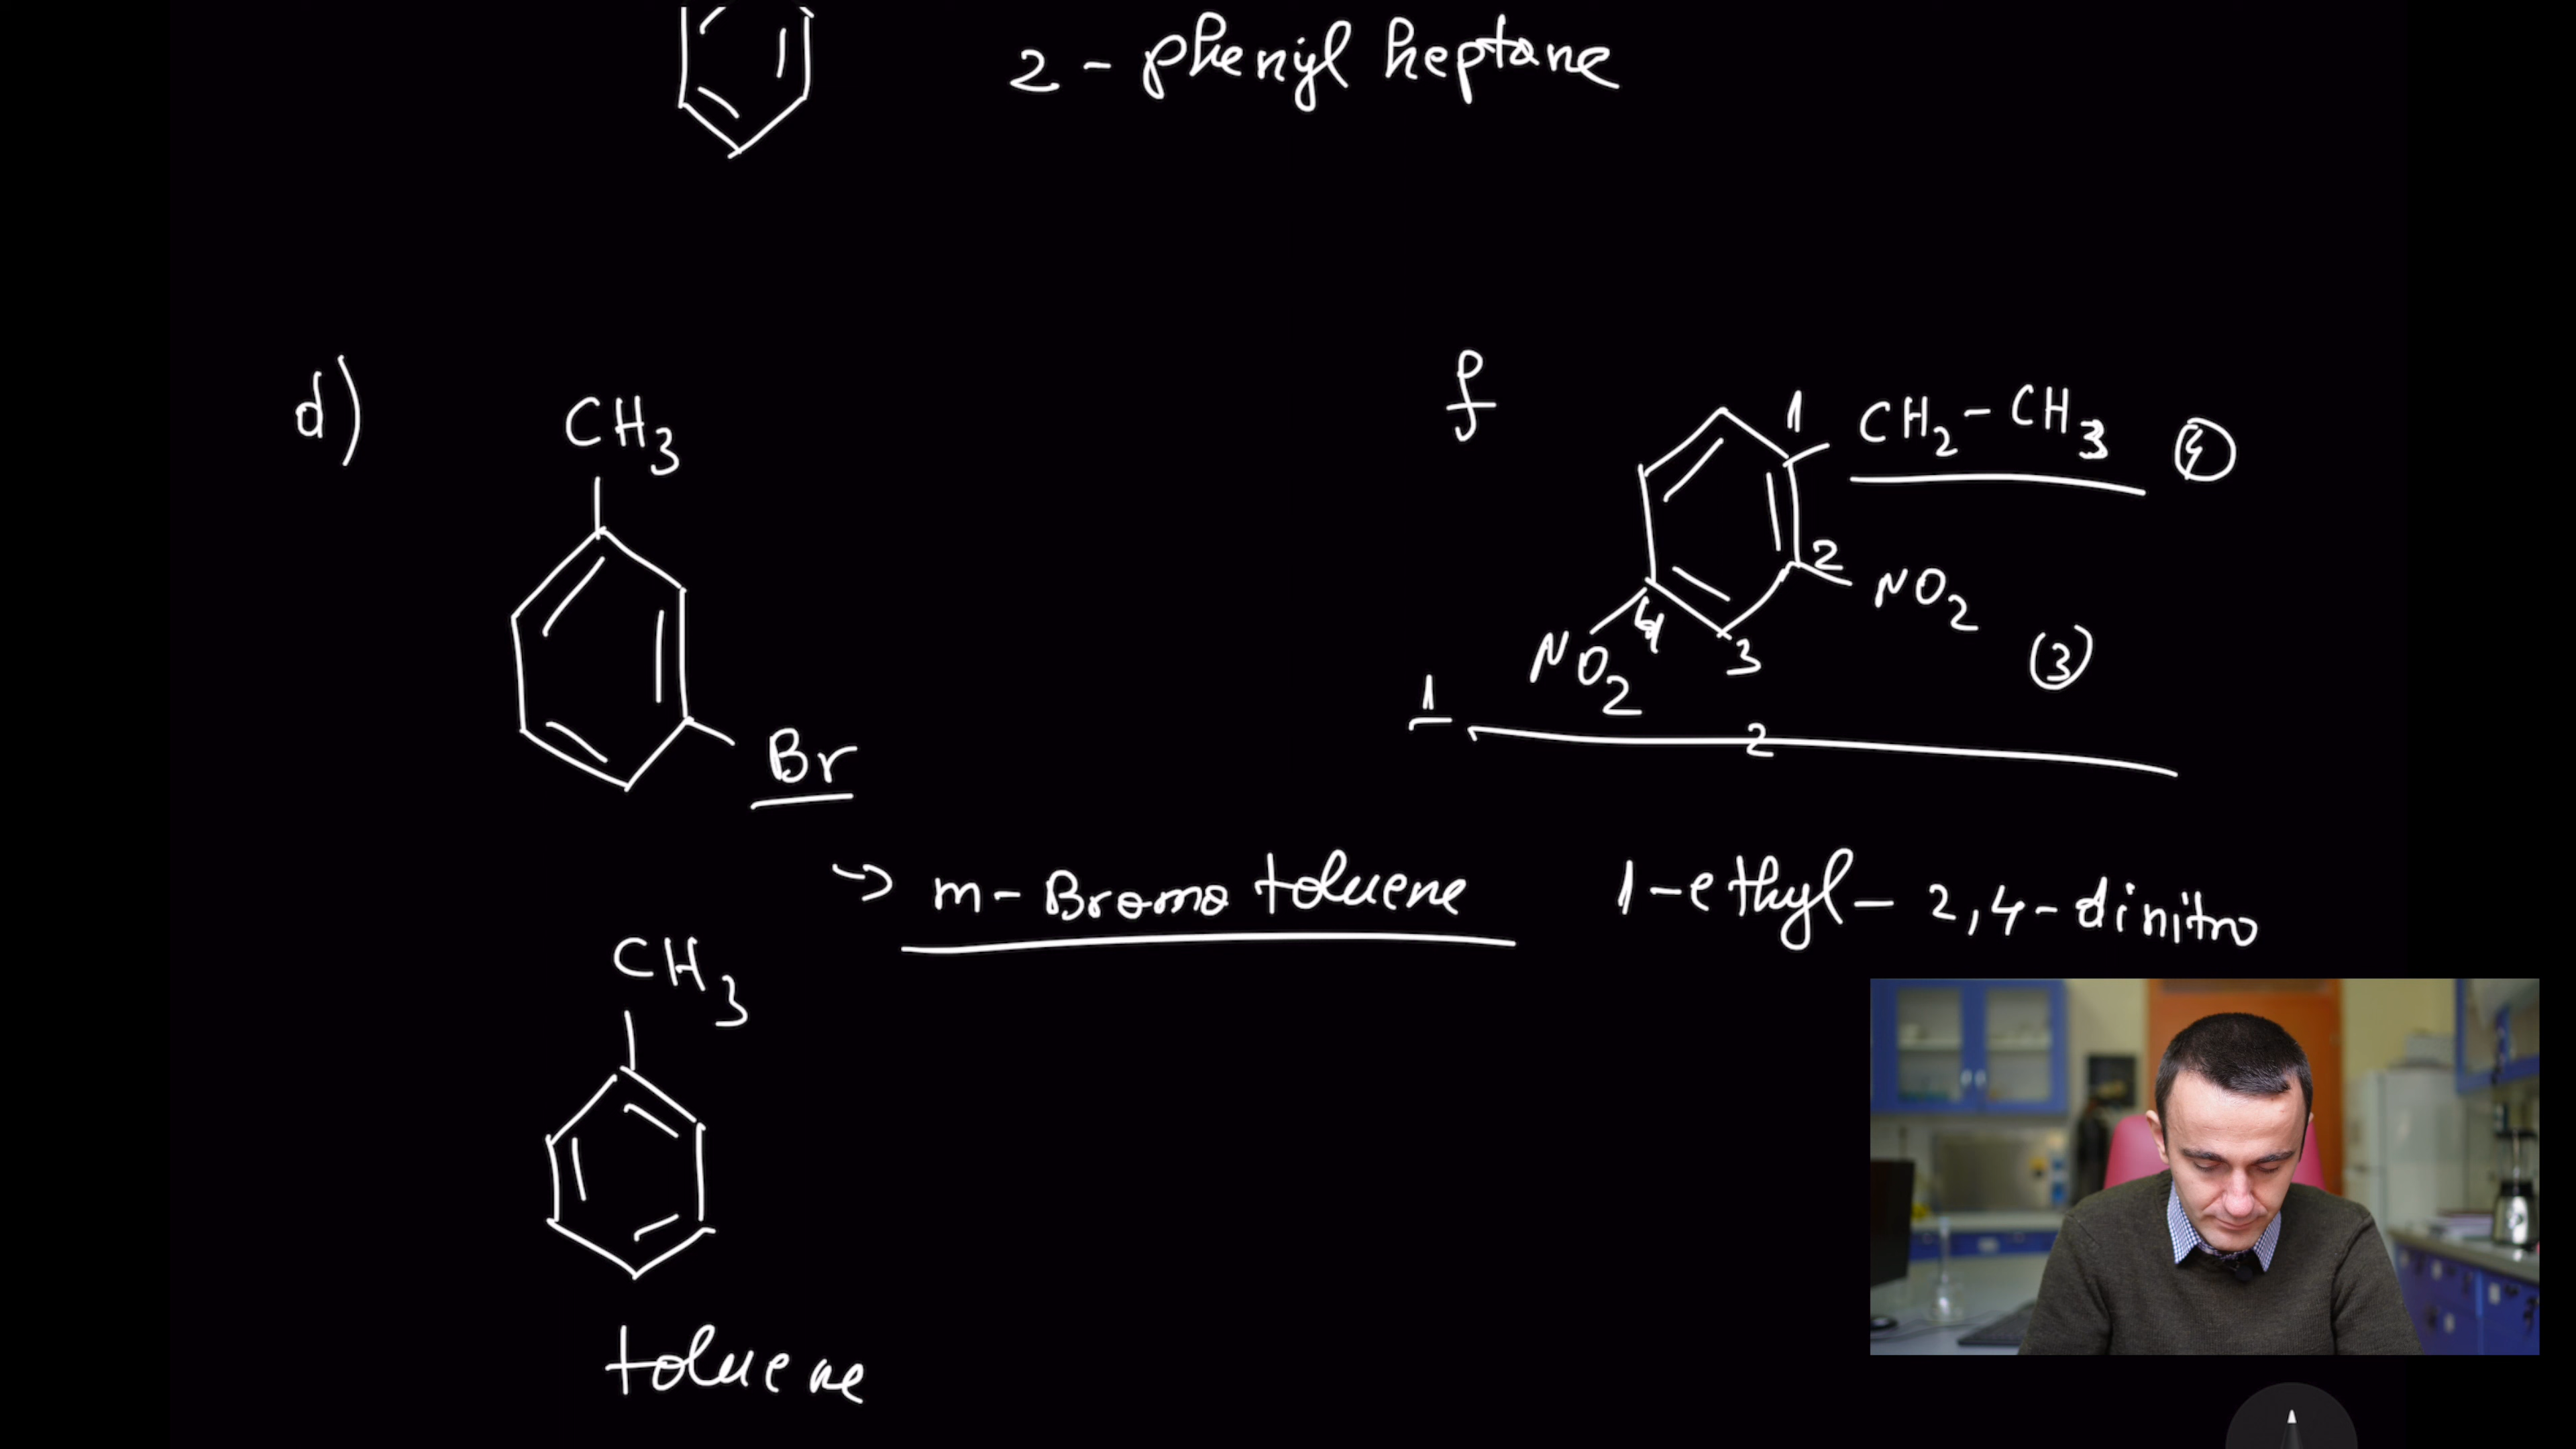 2 - phenyl heptane
d)
CH3
Br
→ m- Bromo toluene
CH3
toluene
f
1
CH2 - CH3 4
2
NO2
NO2 4
3
(3)
1
2
1-ethyl- 2,4-dinitro